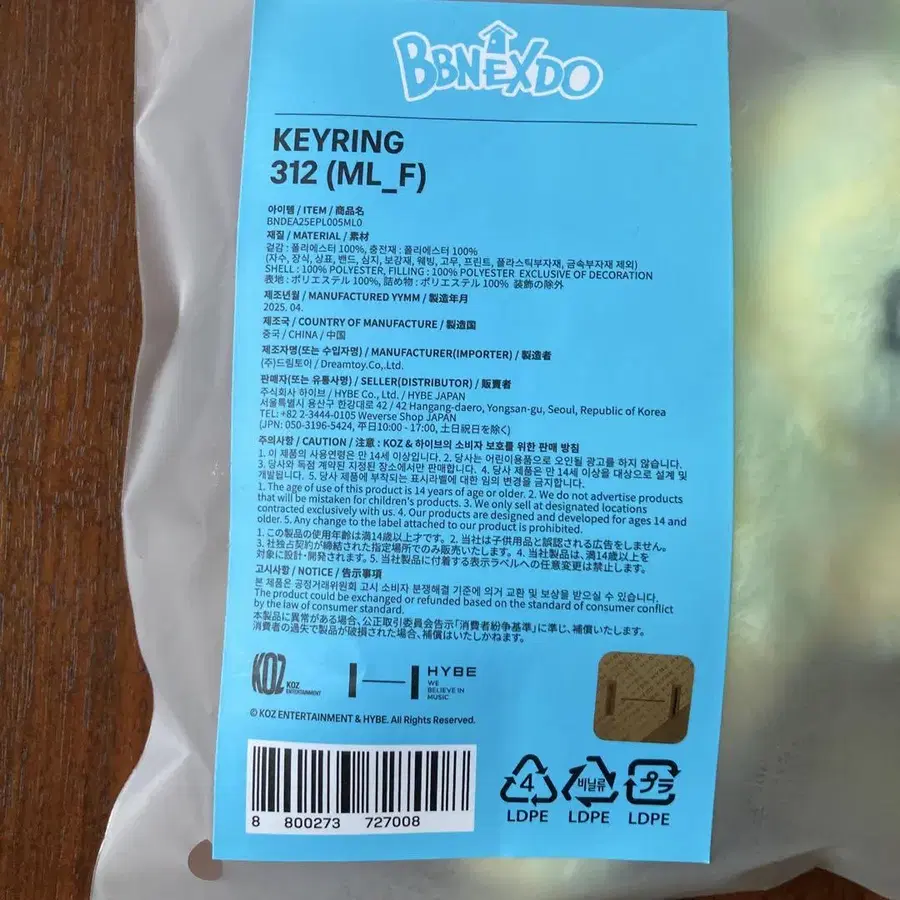 BBNEXDO
KEYRING
312 (ML_F)
아이템 / ITEM / 商品名
BNDEA25EPL005ML0
재질 / MATERIAL / 素材
겉감 : 폴리에스터 100%, 충전재 : 폴리에스터 100%
(자수, 장식, 상표, 밴드, 심지, 보강재, 웨빙, 고무, 프린트, 플라스틱부자재, 금속부자재 제외)
SHELL : 100% POLYESTER, FILLING : 100% POLYESTER EXCLUSIVE OF DECORATION
表地 : ポリエステル 100%, 詰め物 : ポリエステル 100% 装飾の除外
제조년월 / MANUFACTURED YYMM / 製造年月
2025. 04.
제조국 / COUNTRY OF MANUFACTURE / 製造国
중국 / CHINA / 中国
제조자명(또는 수입자명) / MANUFACTURER(IMPORTER) / 製造者
(주)드림토이 / Dreamtoy.Co,.Ltd.
판매자(또는 유통사명) / SELLER(DISTRIBUTOR) / 販賣者
주식회사 하이브 / HYBE Co., Ltd. / HYBE JAPAN
서울특별시 용산구 한강대로 42 / 42 Hangang-daero, Yongsan-gu, Seoul, Republic of Korea
TEL: +82 2-3444-0105 Weverse Shop JAPAN
(JPN: 050-3196-5424, 平日10:00 - 17:00, 土日祝日を除く)
주의사항 / CAUTION / 注意 : KOZ & 하이브의 소비자 보호를 위한 판매 방침
1. 이 제품의 사용연령은 만 14세 이상입니다. 2. 당사는 어린이용품으로 오인될 광고를 하지 않습니다.
3. 당사와 독점 계약된 지정된 장소에서만 판매합니다. 4. 당사 제품은 만 14세 이상을 대상으로 설계 및
개발됩니다. 5. 당사 제품에 부착되는 표시라벨에 대한 임의 변경을 금지합니다.
1. The age of use of this product is 14 years of age or older. 2. We do not advertise products
that will be mistaken for children's products. 3. We only sell at designated locations
contracted exclusively with us. 4. Our products are designed and developed for ages 14 and
older. 5. Any change to the label attached to our product is prohibited.
1. この製品の使用年齢は満14歳以上才です。2. 当社は子供用品と誤認される広告をしません。
3. 社独占契約が締結された指定場所でのみ販売いたします。4. 当社製品は、満14歳以上を
対象に設計・開発されます。5. 当社製品に付着する表示ラベルへの任意変更は禁止します。
고시사항 / NOTICE / 告示事項
본 제품은 공정거래위원회 고시 소비자 분쟁해결 기준에 의거 교환 및 보상을 받으실 수 있습니다.
The product could be exchanged or refunded based on the standard of consumer conflict
by the law of consumer standard.
本製品に異常がある場合、公正取引委員会告示「消費者紛争基準」に準じ、補償いたします。
消費者の過失で製品が破損された場合、補償はいたしかねます。
KOZ
KOZ
ENTERTAINMENT
HYBE
WE
BELIEVE IN
MUSIC
© KOZ ENTERTAINMENT & HYBE. All Rights Reserved.
8 800273 727008
4
LDPE
비닐류
LDPE
プラ
LDPE